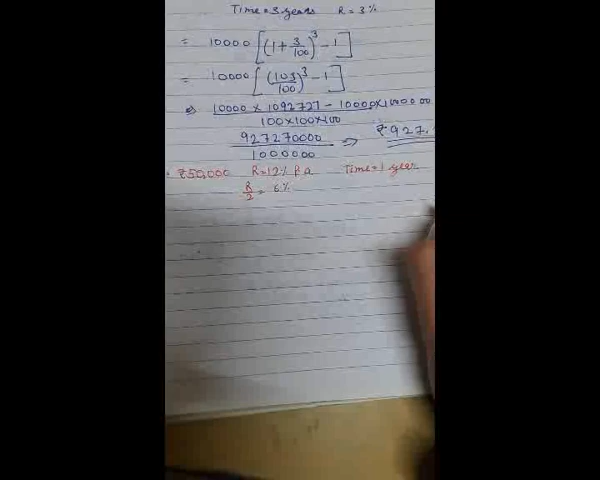 Time = 3 years R = 3%
= 10000 [(1 + 3/100)^3 - 1]
= 10000 [(103/100)^3 - 1]
⇒ 10000 × 1092727 - 10000 × 1000000
100×100×100
927270000
1000000
⇒ ₹ 927.
₹50,000 R = 12% P A Time = 1 year
R/2 = 6%